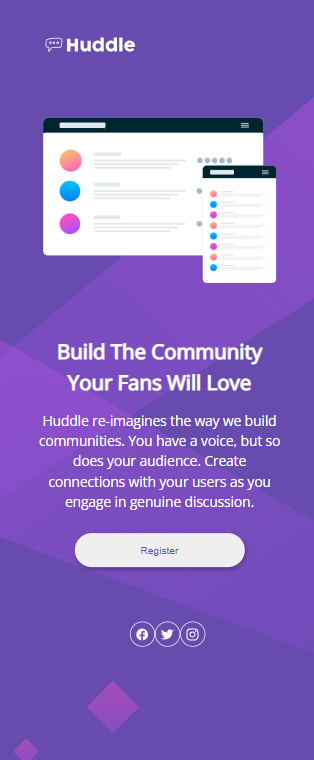 Huddle
Build The Community
Your Fans Will Love
Huddle re-imagines the way we build
communities. You have a voice, but so
does your audience. Create
connections with your users as you
engage in genuine discussion.
Register